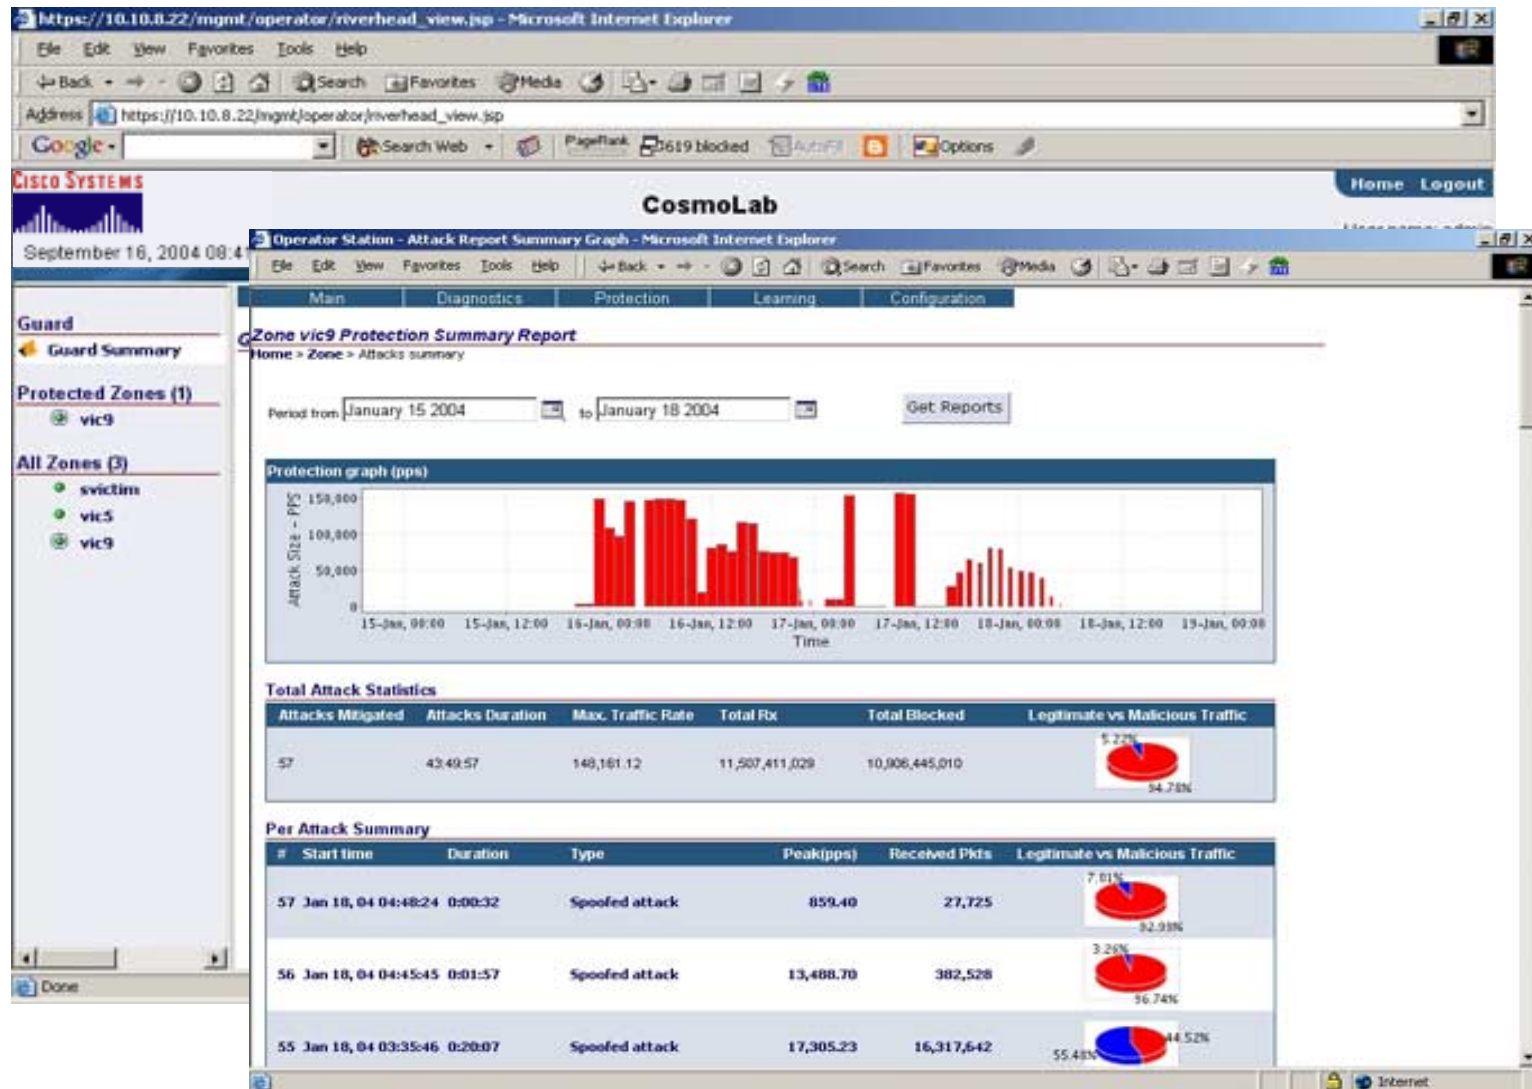 https://10.10.8.22/mgmt/operator/riverhead_view.jsp - Microsoft Internet Explorer
File Edit View Favorites Tools Help
Back Search Favorites Media
Address https://10.10.8.22/mgmt/operator/riverhead_view.jsp
Google Search Web PageRank 3619 blocked AutoFill Options
CISCO SYSTEMS
CosmoLab
Home Logout
September 16, 2004 08:41
Guard
Guard Summary
Protected Zones (1)
vic9
All Zones (3)
svictim
vic5
vic9
Done
Operator Station - Attack Report Summary Graph - Microsoft Internet Explorer
File Edit View Favorites Tools Help Back Search Favorites Media
Main Diagnostics Protection Learning Configuration
Zone vic9 Protection Summary Report
Home > Zone > Attacks summary
Period from January 15 2004 to January 18 2004 Get Reports
Protection graph (pps)
Attack Size - PPS
150,000
100,000
50,000
0
15-Jan, 00:00 15-Jan, 12:00 16-Jan, 00:00 16-Jan, 12:00 17-Jan, 00:00 17-Jan, 12:00 18-Jan, 00:00 18-Jan, 12:00 19-Jan, 00:00
Time
Total Attack Statistics
Attacks Mitigated Attacks Duration Max. Traffic Rate Total Rx Total Blocked Legitimate vs Malicious Traffic
57 43:49:57 148,161.12 11,507,411,029 10,906,445,010 5.22% 94.78%
Per Attack Summary
# Start time Duration Type Peak(pps) Received Pkts Legitimate vs Malicious Traffic
57 Jan 18, 04 04:48:24 0:00:32 Spoofed attack 859.40 27,725 7.01% 92.99%
56 Jan 18, 04 04:45:45 0:01:57 Spoofed attack 13,488.70 382,528 3.26% 96.74%
55 Jan 18, 04 03:35:46 0:20:07 Spoofed attack 17,305.23 16,317,642 55.48% 44.52%
Internet